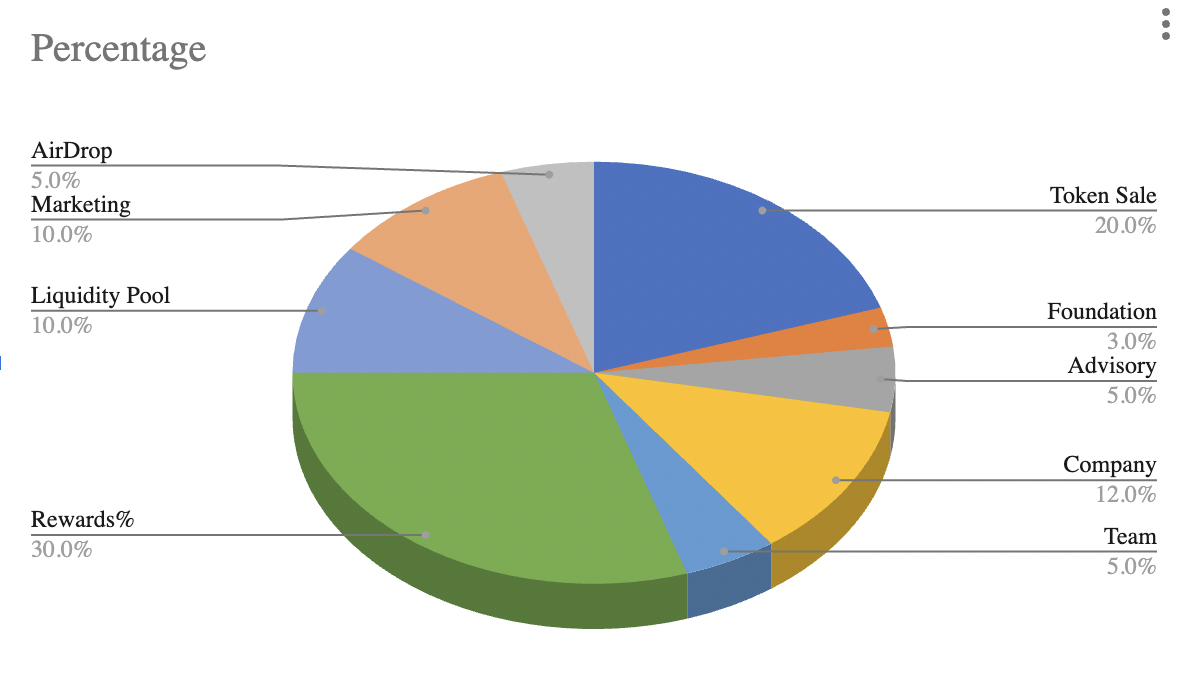 Percentage
AirDrop
5.0%
Marketing
10.0%
Liquidity Pool
10.0%
Rewards%
30.0%
Token Sale
20.0%
Foundation
3.0%
Advisory
5.0%
Company
12.0%
Team
5.0%